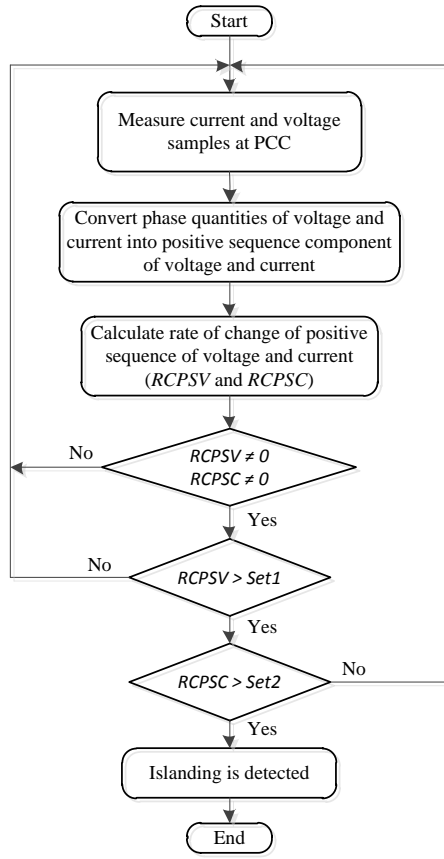 Start
Measure current and voltage
samples at PCC
Convert phase quantities of voltage and
current into positive sequence component
of voltage and current
Calculate rate of change of positive
sequence of voltage and current
(RCPSV and RCPSC)
No
RCPSV ≠ 0
RCPSC ≠ 0
Yes
No
RCPSV > Set1
Yes
RCPSC > Set2
No
Yes
Islanding is detected
End